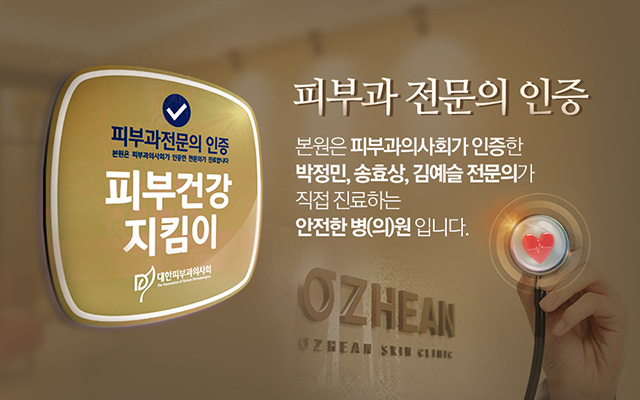 피부과전문의 인증
본원은 피부과의사회가 인증한 전문의가 진료합니다
피부건강
지킴이
대한피부과의사회
피부과 전문의 인증
본원은 피부과의사회가 인증한
박정민, 송효상, 김예슬 전문의가
직접 진료하는
안전한 병(의)원 입니다.
OZHEAN
OZHEAN SKIN CLINIC